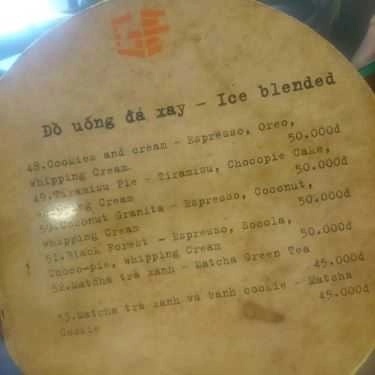 Đồ uống đá xay - Ice blended
48.Cookies and cream - Espresso, Oreo,
Whipping Cream 50.000đ
49.Tiramisu Pie - Tiramisu, Chocopie Cake,
Whipping Cream 50.000đ
50.Coconut Granita - Espresso, Coconut,
Whipping Cream 50.000đ
51.Black Forest - Espresso, Socola,
Choco-pie, Whipping Cream 50.000đ
52.Matcha trà xanh - Matcha Green Tea
45.000đ
53.Matcha trà xanh và bánh cookie - Matcha
Cookie 45.000đ